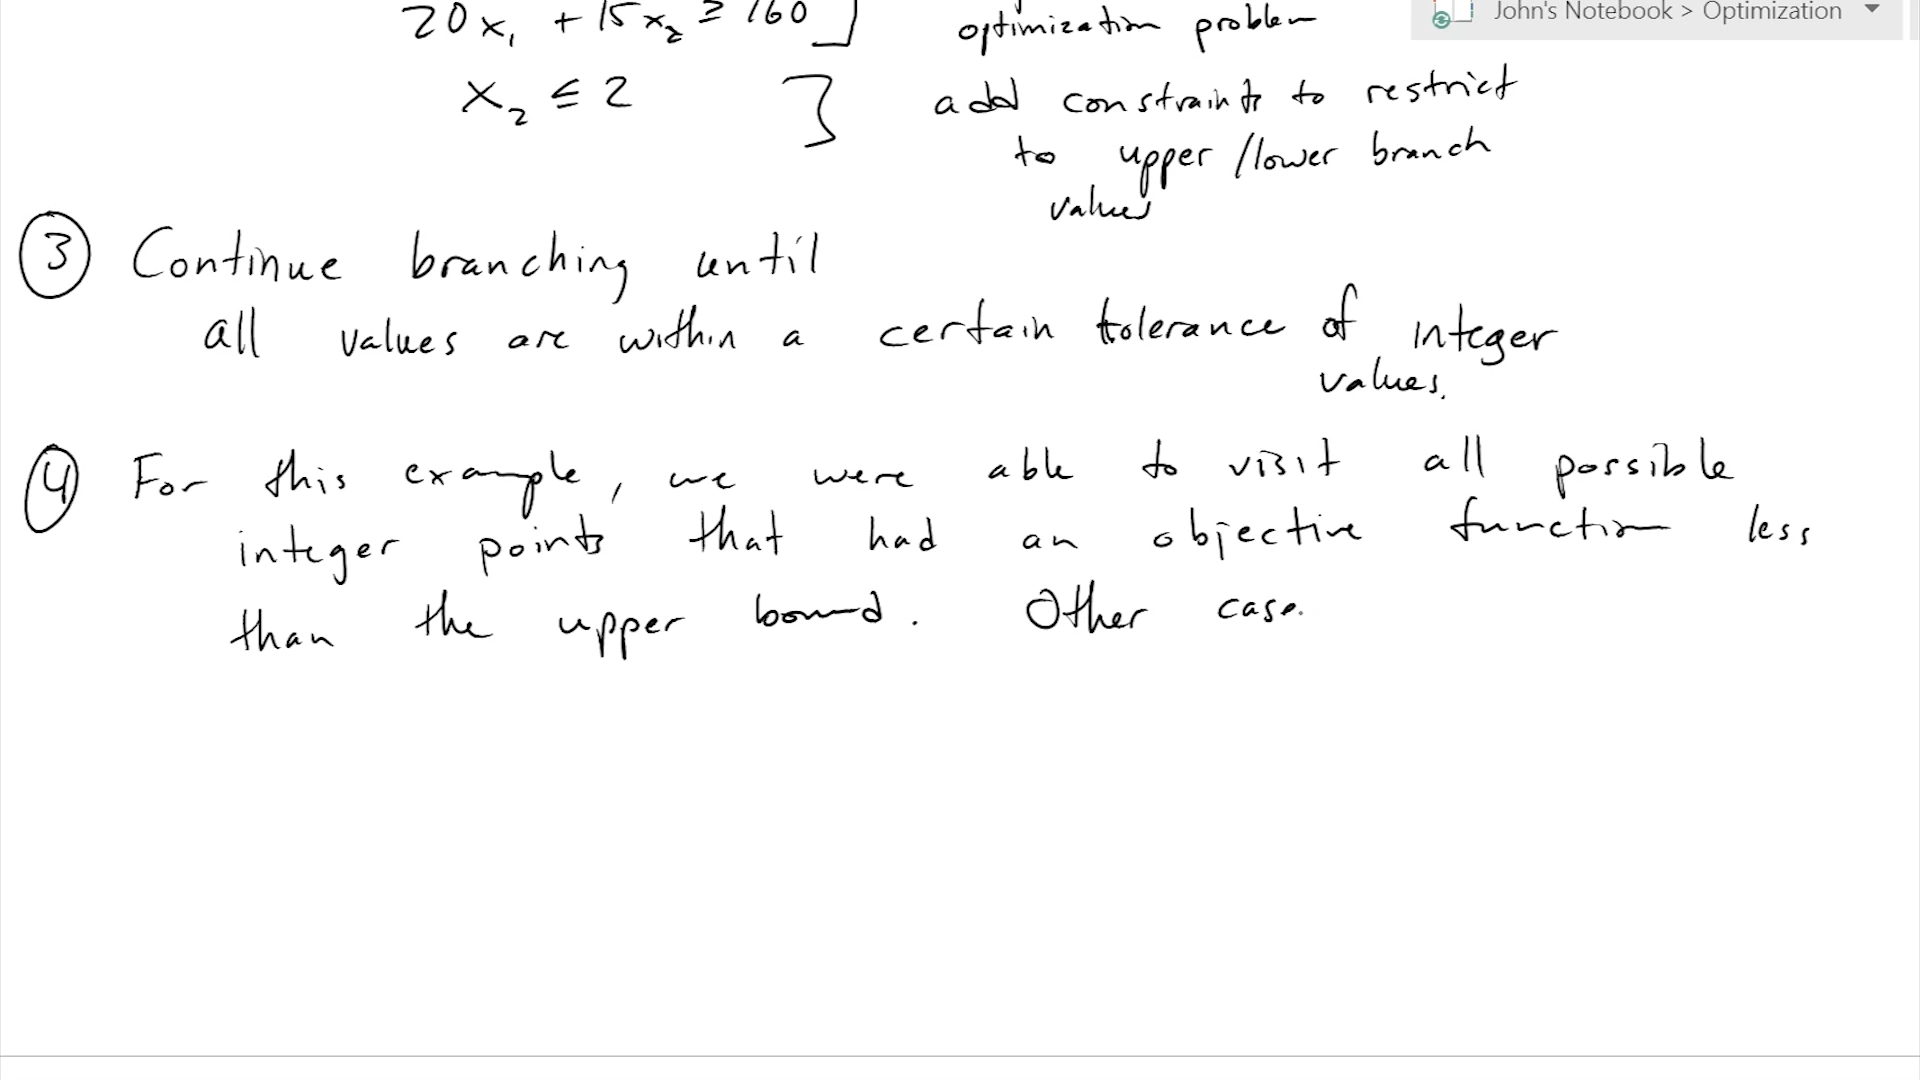 20x₁ + 15x₂ ≥ 160 ] optimization problem
John's Notebook > Optimization
x₂ ≤ 2 } add constraints to restrict
to upper / lower branch
values
③ Continue branching until
all values are within a certain tolerance of integer
values.
④ For this example, we were able to visit all possible
integer points that had an objective function less
than the upper bound. Other case.